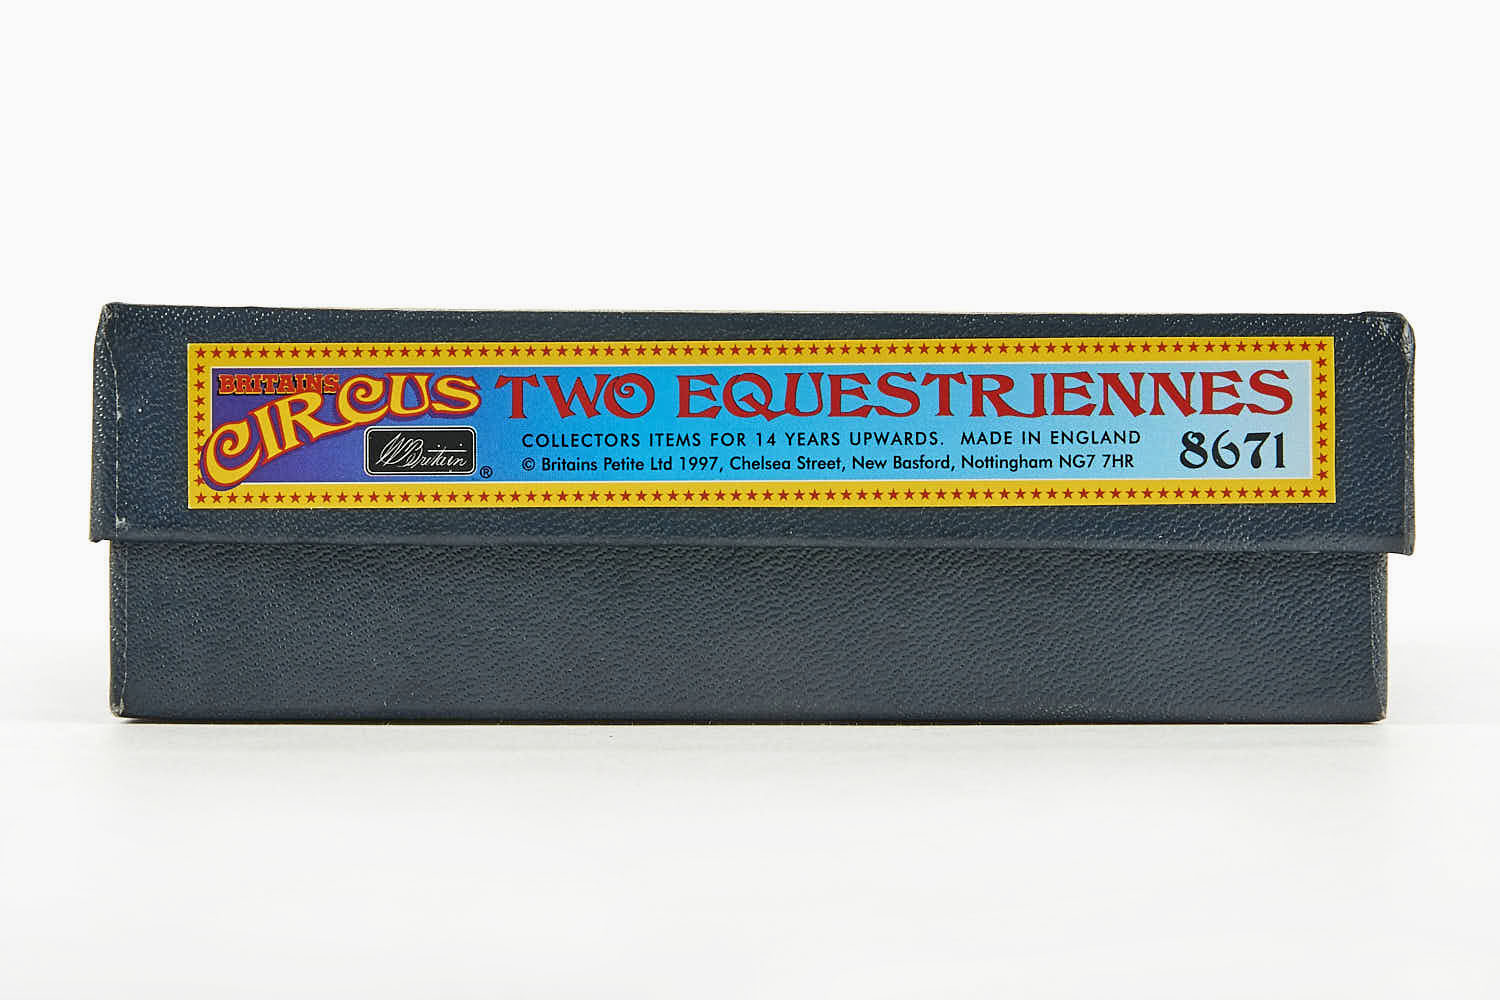 BRITAINS
CIRCUS
W Britain ®
TWO EQUESTRIENNES
COLLECTORS ITEMS FOR 14 YEARS UPWARDS. MADE IN ENGLAND
© Britains Petite Ltd 1997, Chelsea Street, New Basford, Nottingham NG7 7HR
8671